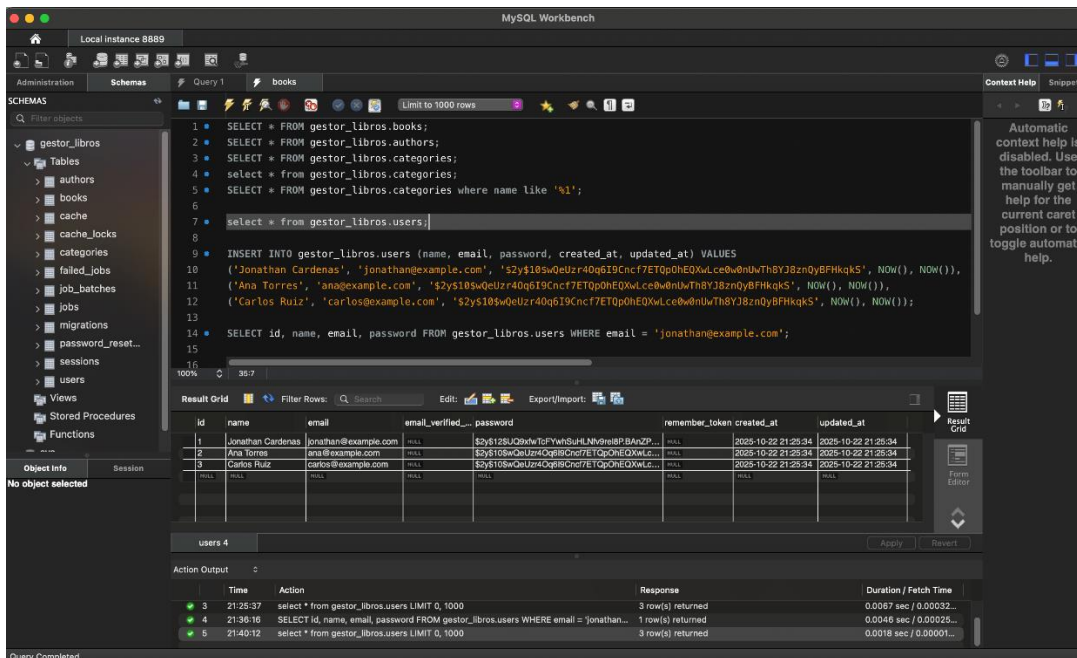 MySQL Workbench
Local instance 8889
Administration Schemas
Query 1 books
Context Help Snippe
SCHEMAS
Filter objects
Limit to 1000 rows
gestor_libros
Tables
authors
books
cache
cache_locks
categories
failed_jobs
job_batches
jobs
migrations
password_reset...
sessions
users
Views
Stored Procedures
Functions
1 SELECT * FROM gestor_libros.books;
2 SELECT * FROM gestor_libros.authors;
3 SELECT * FROM gestor_libros.categories;
4 select * from gestor_libros.categories;
5 SELECT * FROM gestor_libros.categories where name like '%1';
6
7 select * from gestor_libros.users;
8
9 INSERT INTO gestor_libros.users (name, email, password, created_at, updated_at) VALUES
10 ('Jonathan Cardenas', 'jonathan@example.com', '$2y$10$wQeUzr4Oq6I9Cncf7ETQpOhEQXwLce0w0nUwTh8YJ8znQyBFHkqkS', NOW(), NOW()),
11 ('Ana Torres', 'ana@example.com', '$2y$10$wQeUzr4Oq6I9Cncf7ETQpOhEQXwLce0w0nUwTh8YJ8znQyBFHkqkS', NOW(), NOW()),
12 ('Carlos Ruiz', 'carlos@example.com', '$2y$10$wQeUzr4Oq6I9Cncf7ETQpOhEQXwLce0w0nUwTh8YJ8znQyBFHkqkS', NOW(), NOW());
13
14 SELECT id, name, email, password FROM gestor_libros.users WHERE email = 'jonathan@example.com';
15
16
100% 35:7
Automatic
context help is
disabled. Use
the toolbar to
manually get
help for the
current caret
position or to
toggle automat
help.
Result Grid Filter Rows: Search Edit: Export/Import:
id name email email_verified_... password remember_token created_at updated_at
1 Jonathan Cardenas jonathan@example.com NULL NULL 2025-10-22 21:25:34 2025-10-22 21:25:34
2 Ana Torres ana@example.com NULL $2y$10$wQeUzr4Oq6I9Cncf7ETQpOhEQXwLc... NULL 2025-10-22 21:25:34 2025-10-22 21:25:34
3 Carlos Ruiz carlos@example.com NULL $2y$10$wQeUzr4Oq6I9Cncf7ETQpOhEQXwLc... NULL 2025-10-22 21:25:34 2025-10-22 21:25:34
NULL NULL NULL NULL NULL NULL NULL NULL
Result
Grid
Form
Editor
Object Info Session
No object selected
users 4
Apply Revert
Action Output
Time Action Response Duration / Fetch Time
3 21:25:37 select * from gestor_libros.users LIMIT 0, 1000 3 row(s) returned 0.0067 sec / 0.00032...
4 21:36:16 SELECT id, name, email, password FROM gestor_libros.users WHERE email = 'jonathan... 1 row(s) returned 0.0046 sec / 0.00025...
5 21:40:12 select * from gestor_libros.users LIMIT 0, 1000 3 row(s) returned 0.0018 sec / 0.00001...
Query Completed